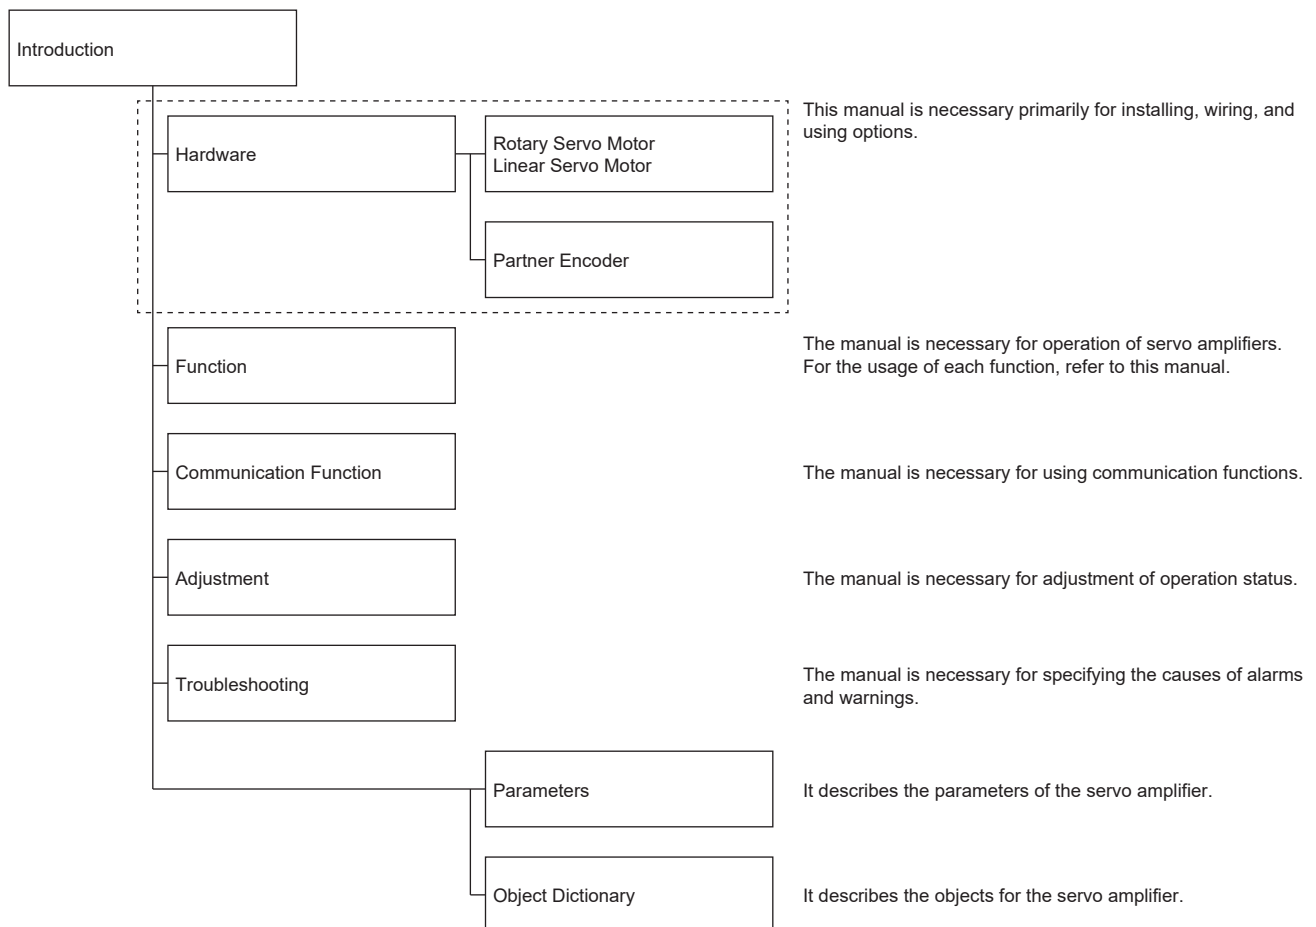 Introduction
This manual is necessary primarily for installing, wiring, and
using options.
Hardware
Rotary Servo Motor
Linear Servo Motor
Partner Encoder
Function
The manual is necessary for operation of servo amplifiers.
For the usage of each function, refer to this manual.
Communication Function
The manual is necessary for using communication functions.
Adjustment
The manual is necessary for adjustment of operation status.
Troubleshooting
The manual is necessary for specifying the causes of alarms
and warnings.
Parameters
It describes the parameters of the servo amplifier.
Object Dictionary
It describes the objects for the servo amplifier.